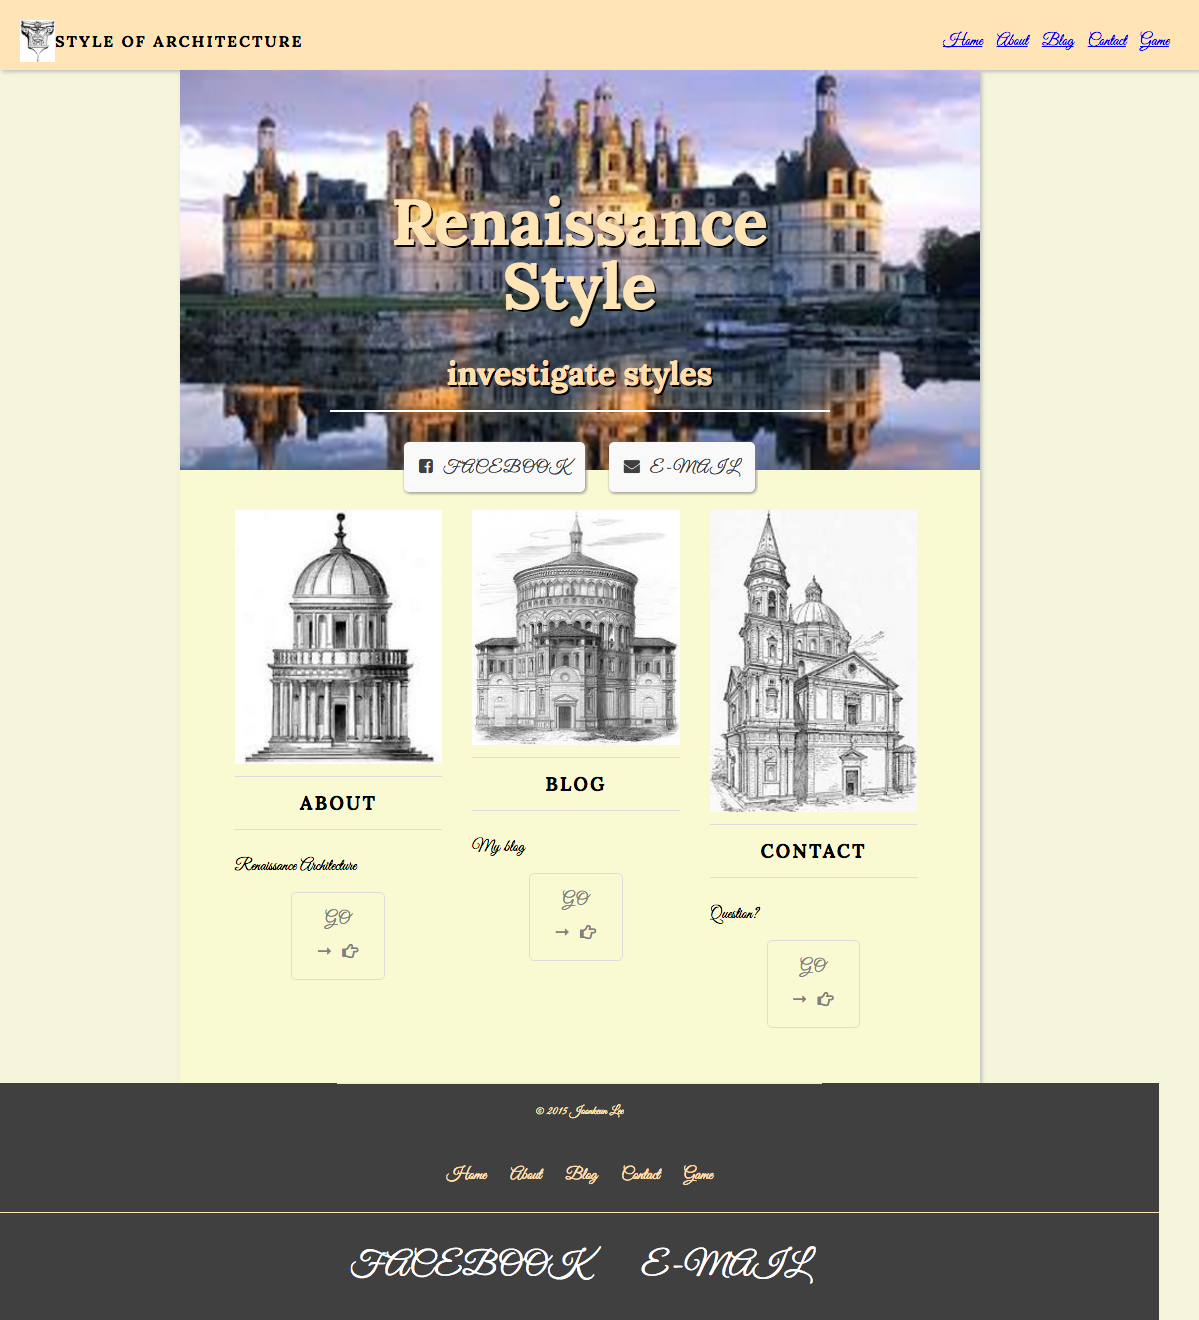 STYLE OF ARCHITECTURE
Home About Blog Contact Game
Renaissance
Style
investigate styles
FACEBOOK E-MAIL
ABOUT
Renaissance Architecture
GO
→
BLOG
My blog
GO
→
CONTACT
Question?
GO
→
© 2015 Joonkeun Lee
Home About Blog Contact Game
FACEBOOK E-MAIL